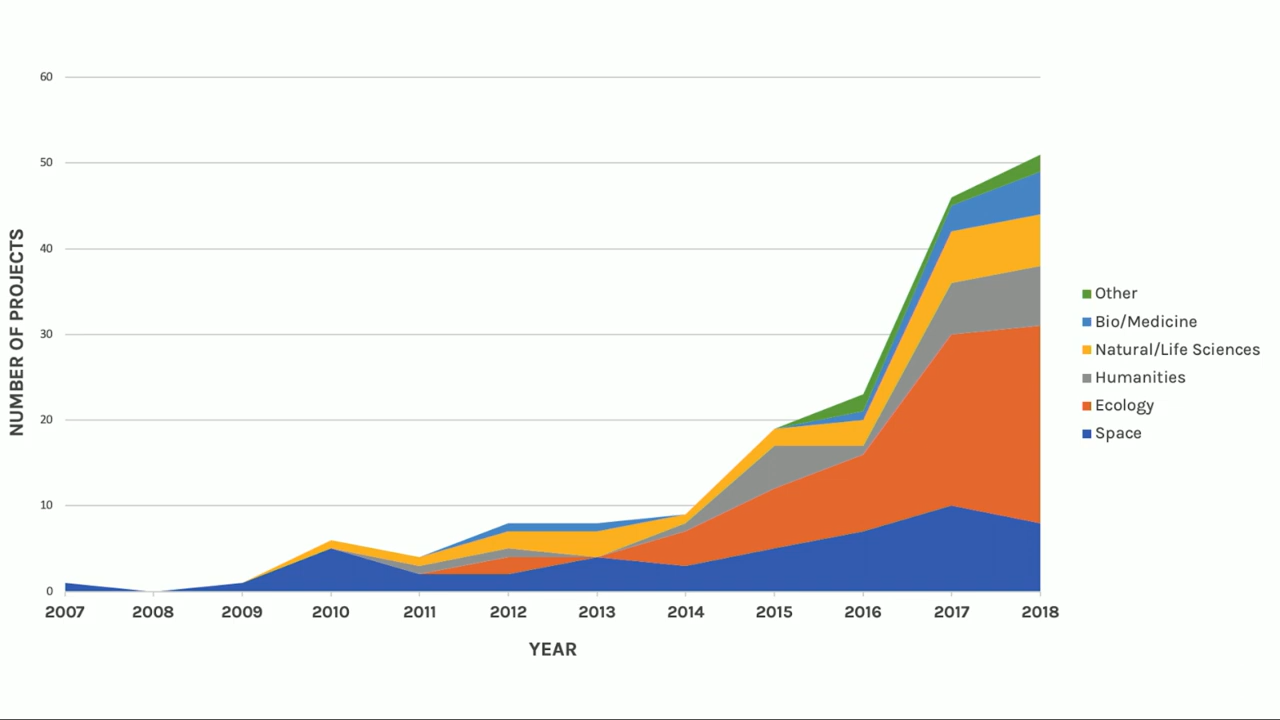 60
50
40
30
20
10
0
NUMBER OF PROJECTS
2007 2008 2009 2010 2011 2012 2013 2014 2015 2016 2017 2018
YEAR
Other
Bio/Medicine
Natural/Life Sciences
Humanities
Ecology
Space